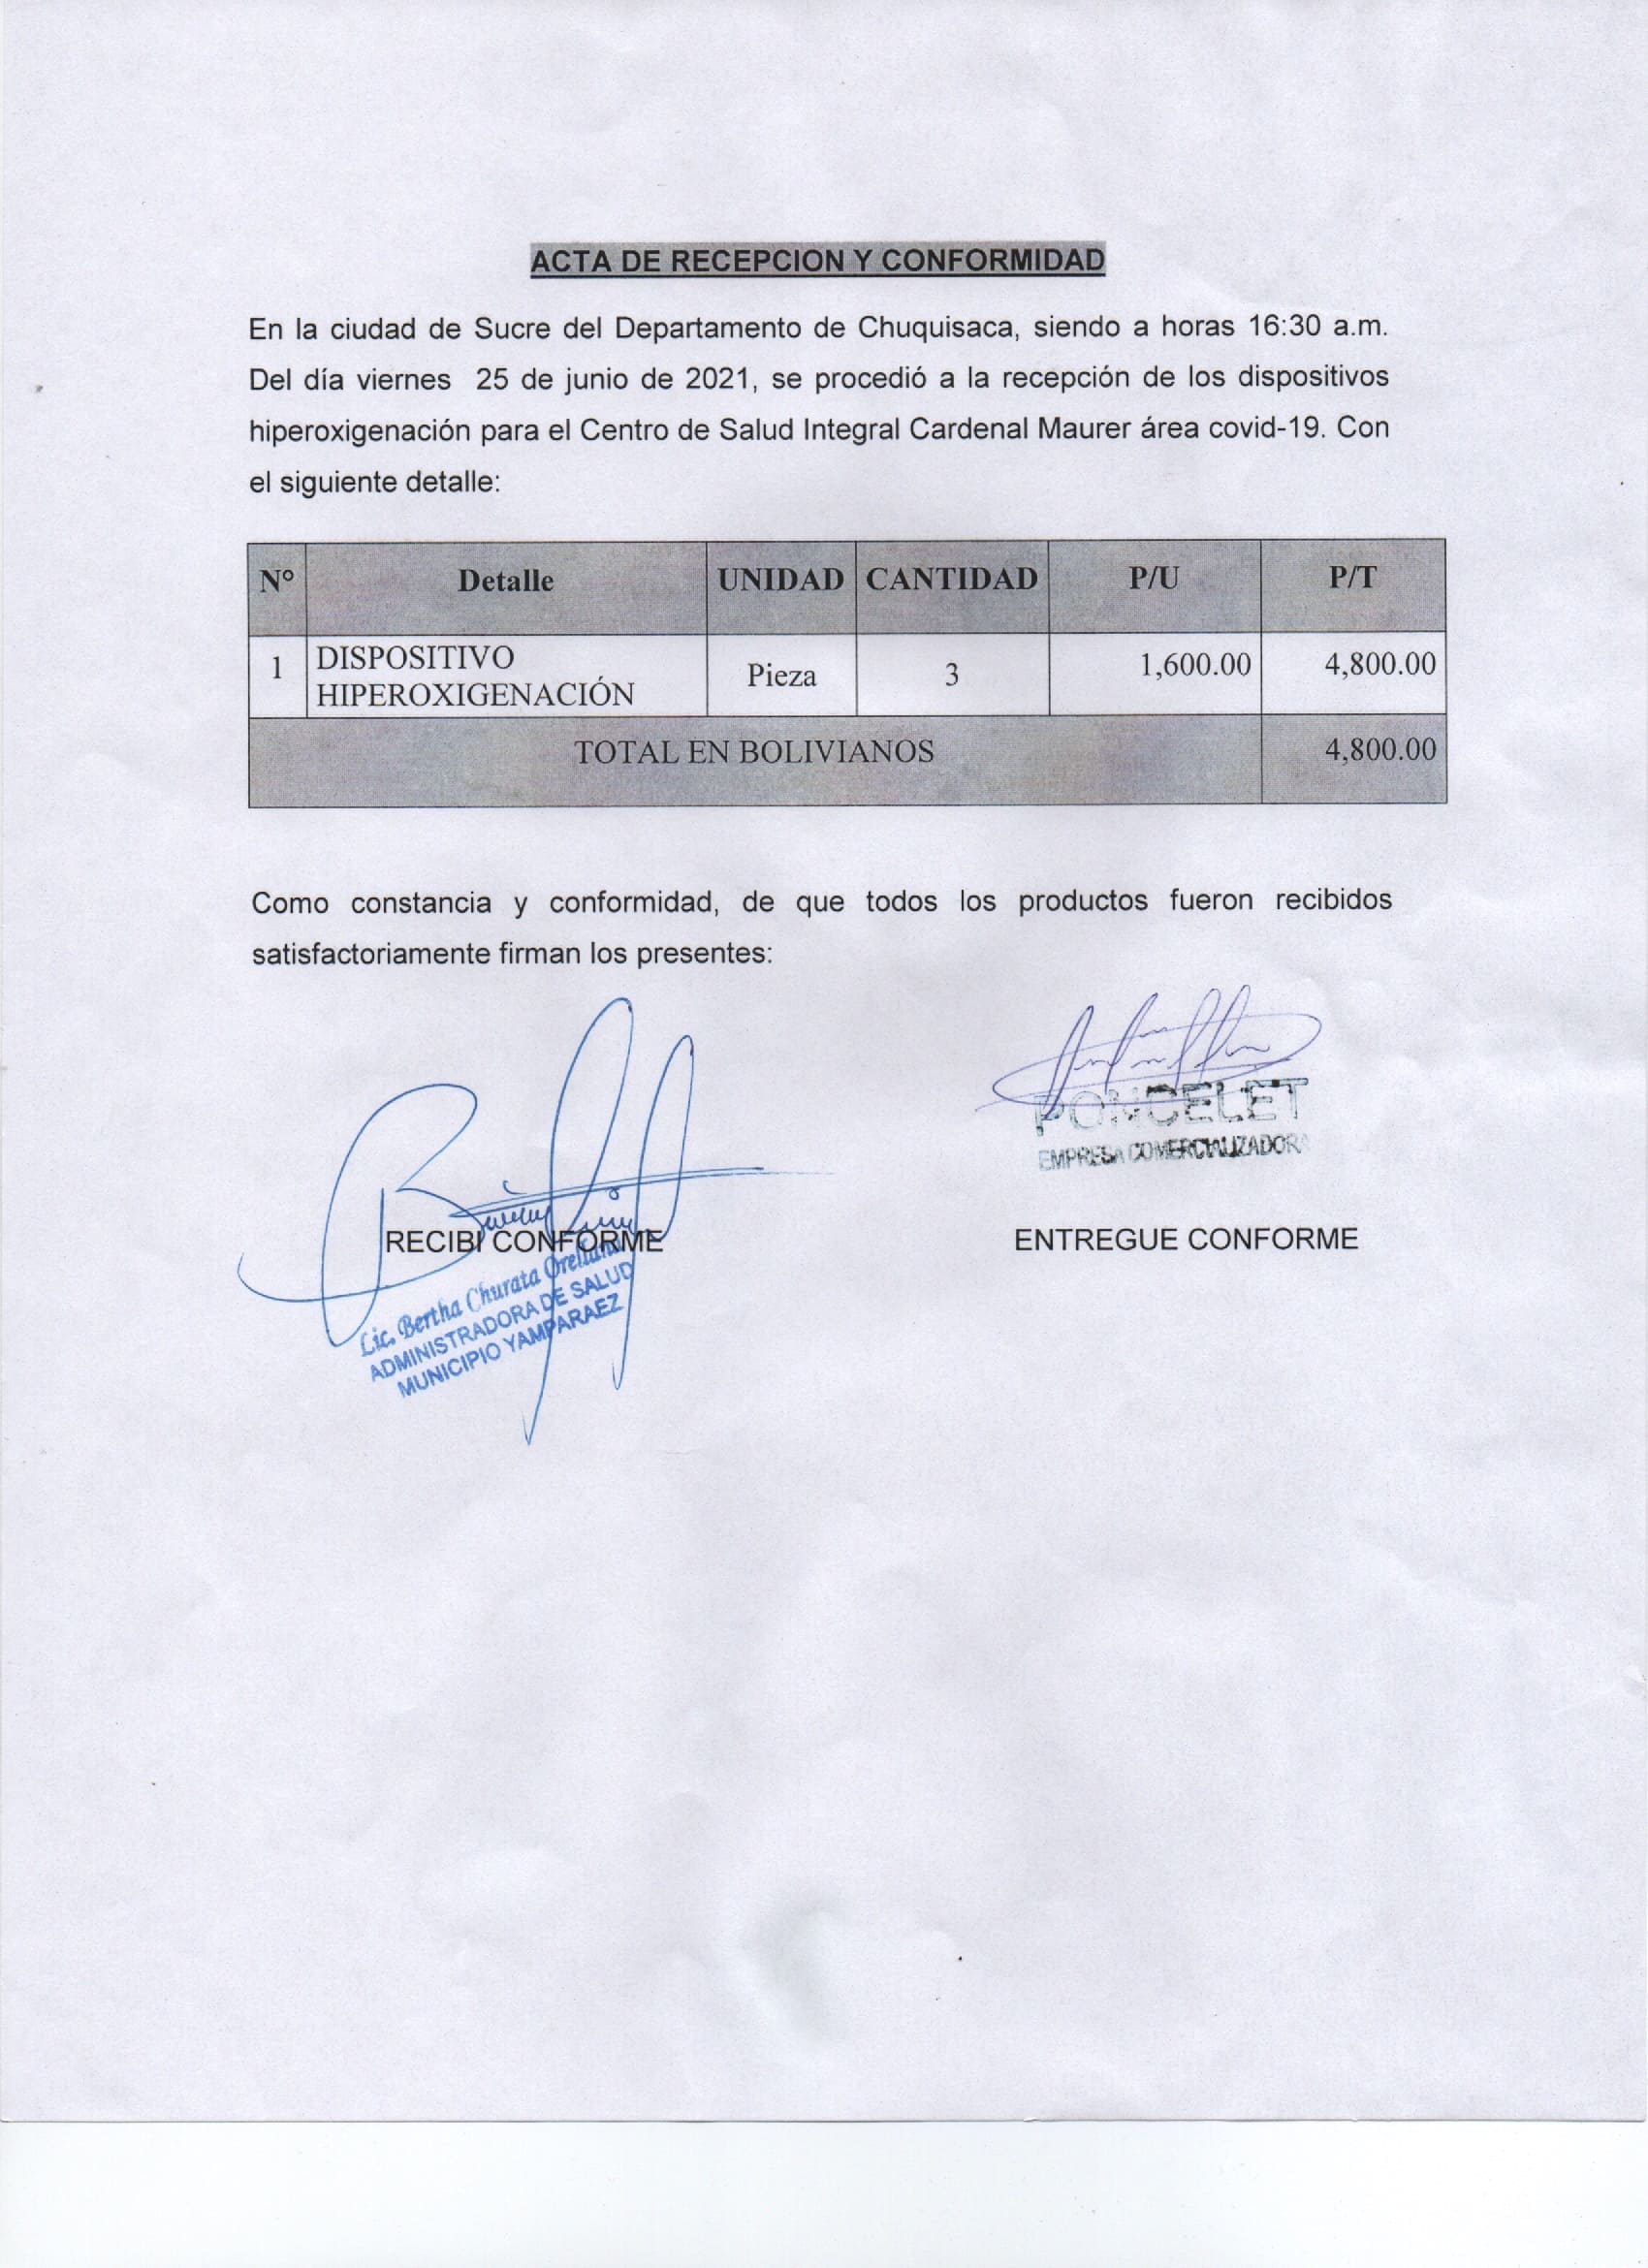 ACTA DE RECEPCION Y CONFORMIDAD
En la ciudad de Sucre del Departamento de Chuquisaca, siendo a horas 16:30 a.m.
Del día viernes 25 de junio de 2021, se procedió a la recepción de los dispositivos
hiperoxigenación para el Centro de Salud Integral Cardenal Maurer área covid-19. Con
el siguiente detalle:
N° Detalle UNIDAD CANTIDAD P/U P/T
1 DISPOSITIVO HIPEROXIGENACIÓN Pieza 3 1,600.00 4,800.00
TOTAL EN BOLIVIANOS 4,800.00
Como constancia y conformidad, de que todos los productos fueron recibidos
satisfactoriamente firman los presentes:
PONCELET
EMPRESA COMERCIALIZADORA
RECIBI CONFORME ENTREGUE CONFORME
Lic. Bertha Churata Orellana
ADMINISTRADORA DE SALUD
MUNICIPIO YAMPARAEZ